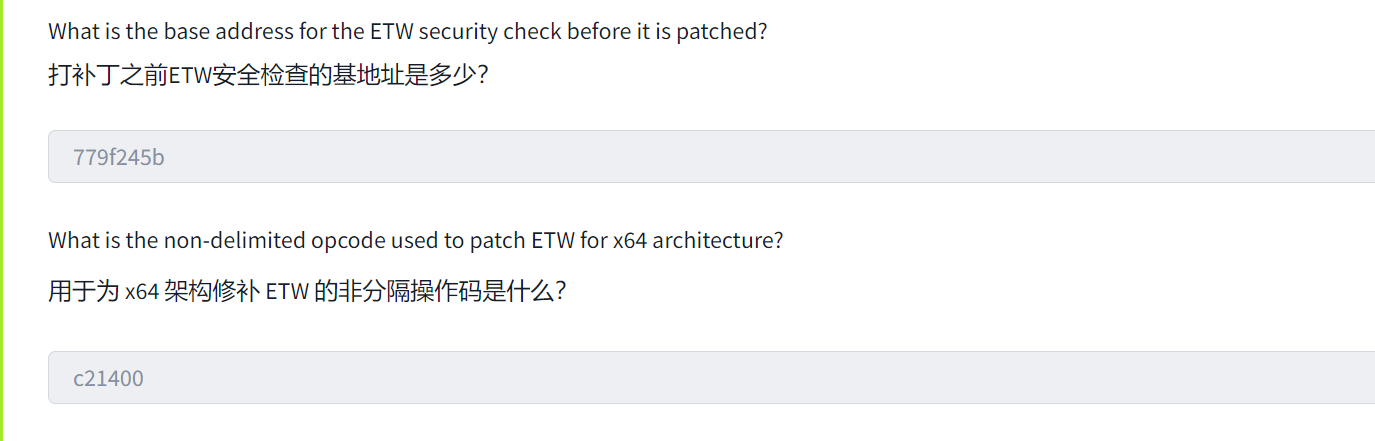 What is the base address for the ETW security check before it is patched?
打补丁之前ETW安全检查的基地址是多少?
779f245b
What is the non-delimited opcode used to patch ETW for x64 architecture?
用于为 x64 架构修补 ETW 的非分隔操作码是什么?
c21400